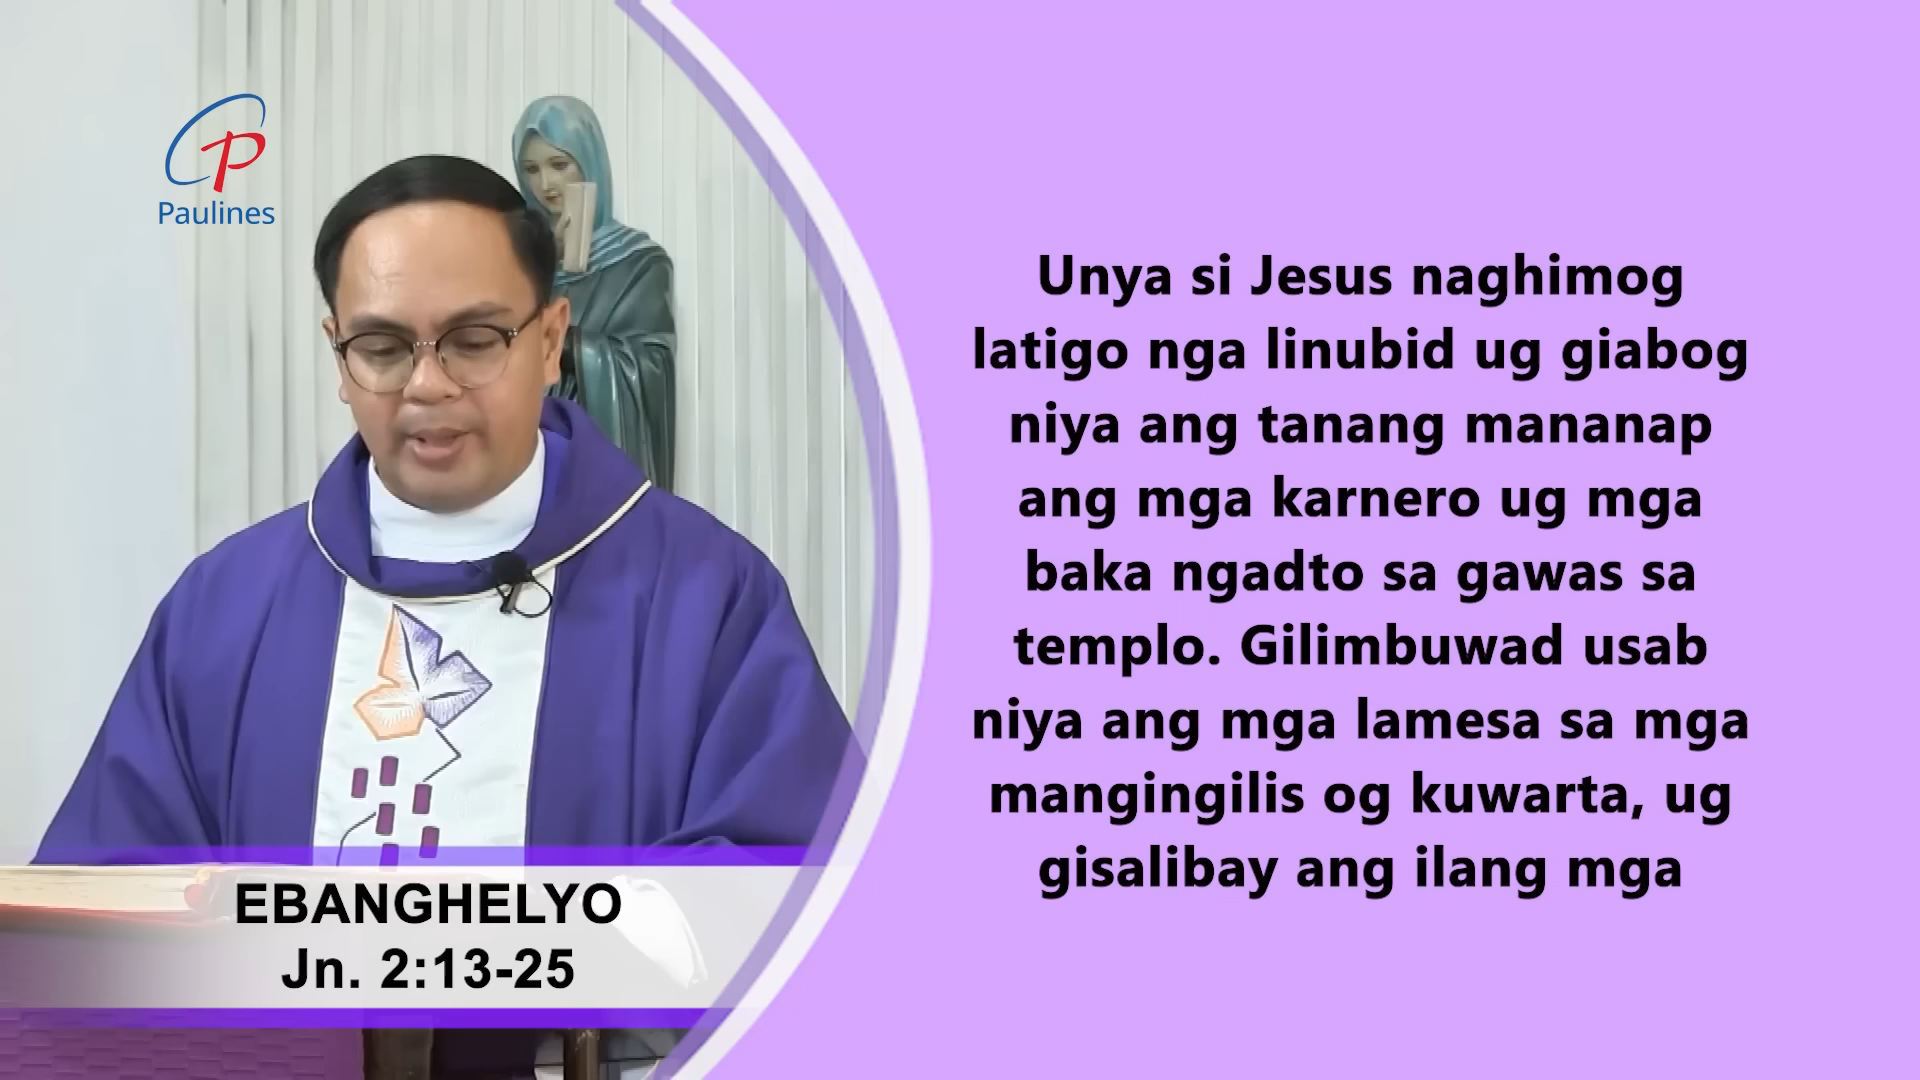 Paulines
Unya si Jesus naghimog
latigo nga linubid ug giabog
niya ang tanang mananap
ang mga karnero ug mga
baka ngadto sa gawas sa
templo. Gilimbuwad usab
niya ang mga lamesa sa mga
mangingilis og kuwarta, ug
gisalibay ang ilang mga
EBANGHELYO
Jn. 2:13-25